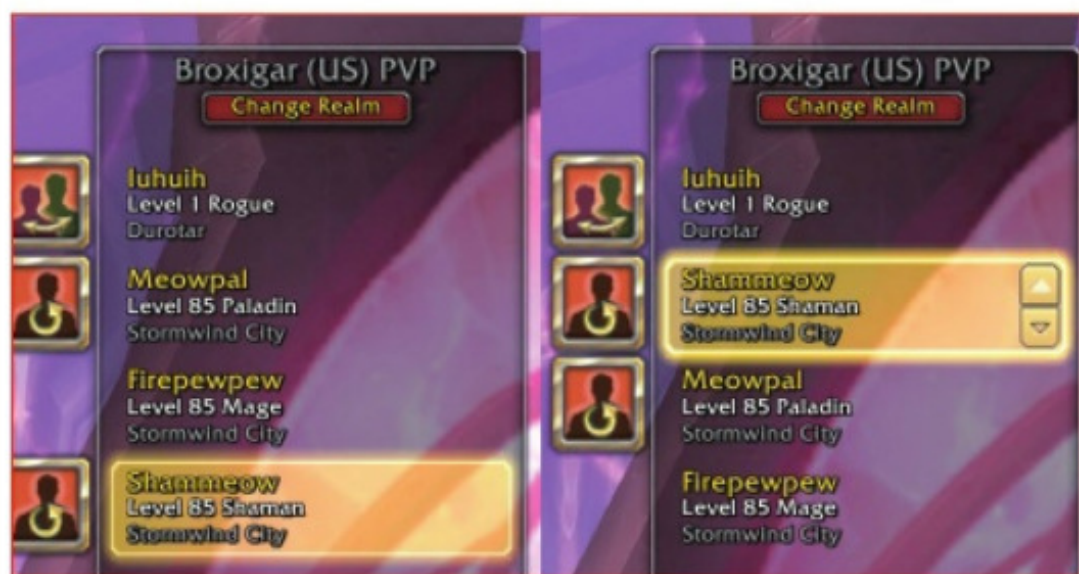 Broxigar (US) PVP
Change Realm
Iuhuih
Level 1 Rogue
Durotar
Meowpal
Level 85 Paladin
Stormwind City
Firepewpew
Level 85 Mage
Stormwind City
Shammeow
Level 85 Shaman
Stormwind City
Broxigar (US) PVP
Change Realm
Iuhuih
Level 1 Rogue
Durotar
Shammeow
Level 85 Shaman
Stormwind City
Meowpal
Level 85 Paladin
Stormwind City
Firepewpew
Level 85 Mage
Stormwind City